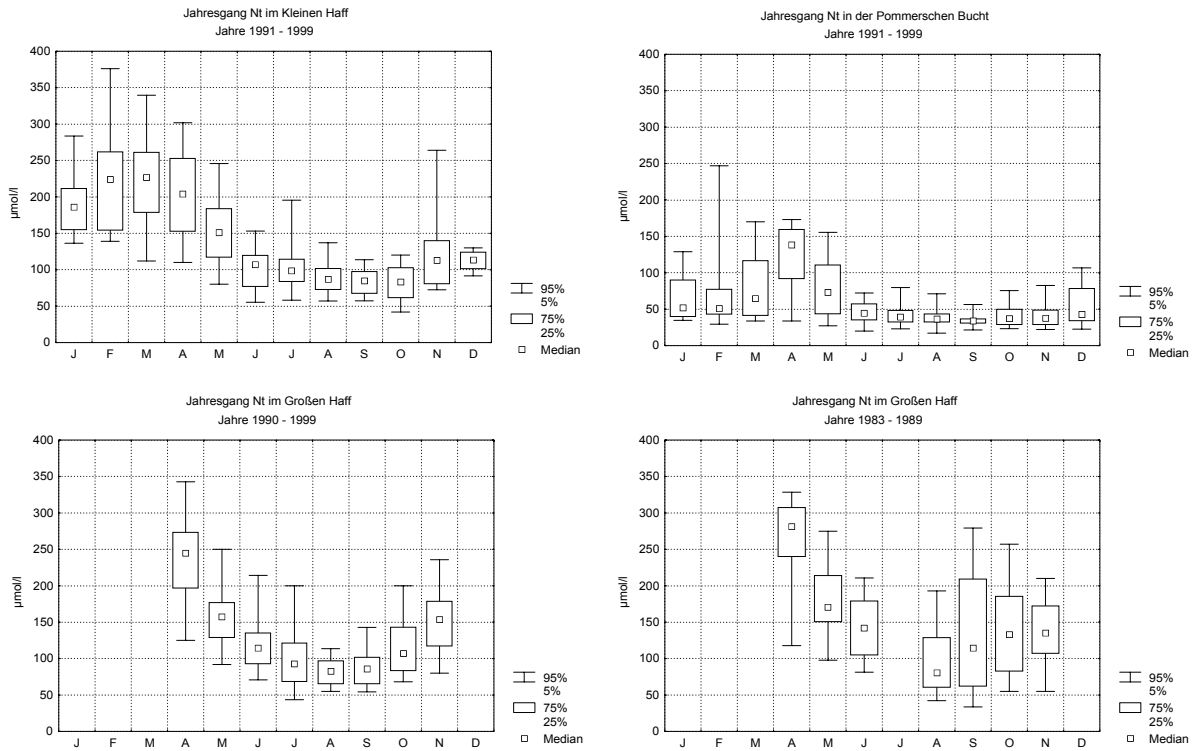 Jahresgang Nt im Kleinen Haff
Jahre 1991 - 1999
400
350
300
250
200
150
100
50
0
µmol/l
J F M A M J J A S O N D
95%
5%
75%
25%
Median
Jahresgang Nt in der Pommerschen Bucht
Jahre 1991 - 1999
400
350
300
250
200
150
100
50
0
µmol/l
J F M A M J J A S O N D
95%
5%
75%
25%
Median
Jahresgang Nt im Großen Haff
Jahre 1990 - 1999
400
350
300
250
200
150
100
50
0
µmol/l
J F M A M J J A S O N D
95%
5%
75%
25%
Median
Jahresgang Nt im Großen Haff
Jahre 1983 - 1989
400
350
300
250
200
150
100
50
0
µmol/l
J F M A M J J A S O N D
95%
5%
75%
25%
Median